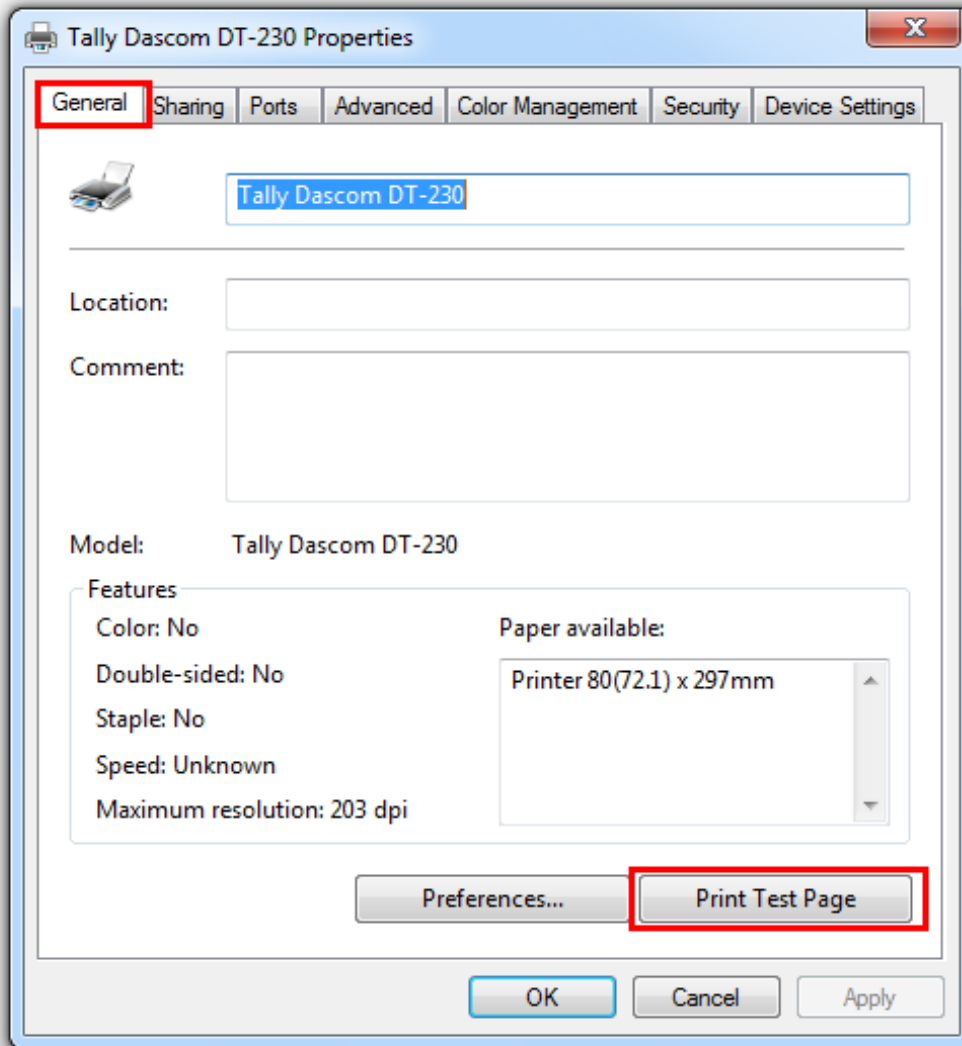 Tally Dascom DT-230 Properties
General Sharing Ports Advanced Color Management Security Device Settings
Tally Dascom DT-230
Location:
Comment:
Model: Tally Dascom DT-230
Features
Color: No
Double-sided: No
Staple: No
Speed: Unknown
Maximum resolution: 203 dpi
Paper available:
Printer 80(72.1) x 297mm
Preferences... Print Test Page
OK Cancel Apply